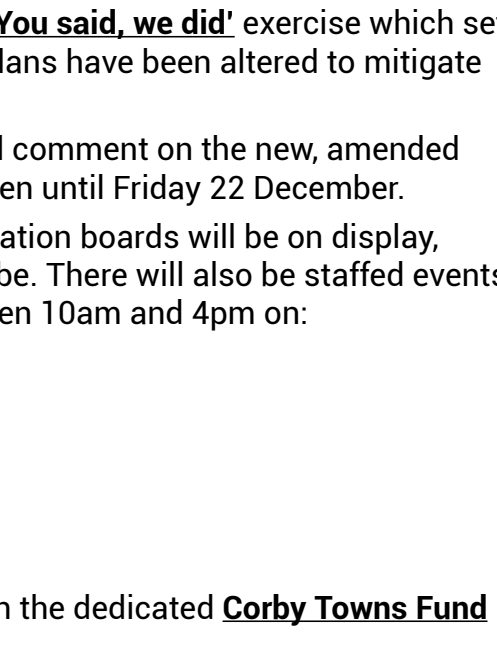 You said, we did' exercise which se
lans have been altered to mitigate
l comment on the new, amended
en until Friday 22 December.
ation boards will be on display,
be. There will also be staffed events
en 10am and 4pm on:
n the dedicated Corby Towns Fund